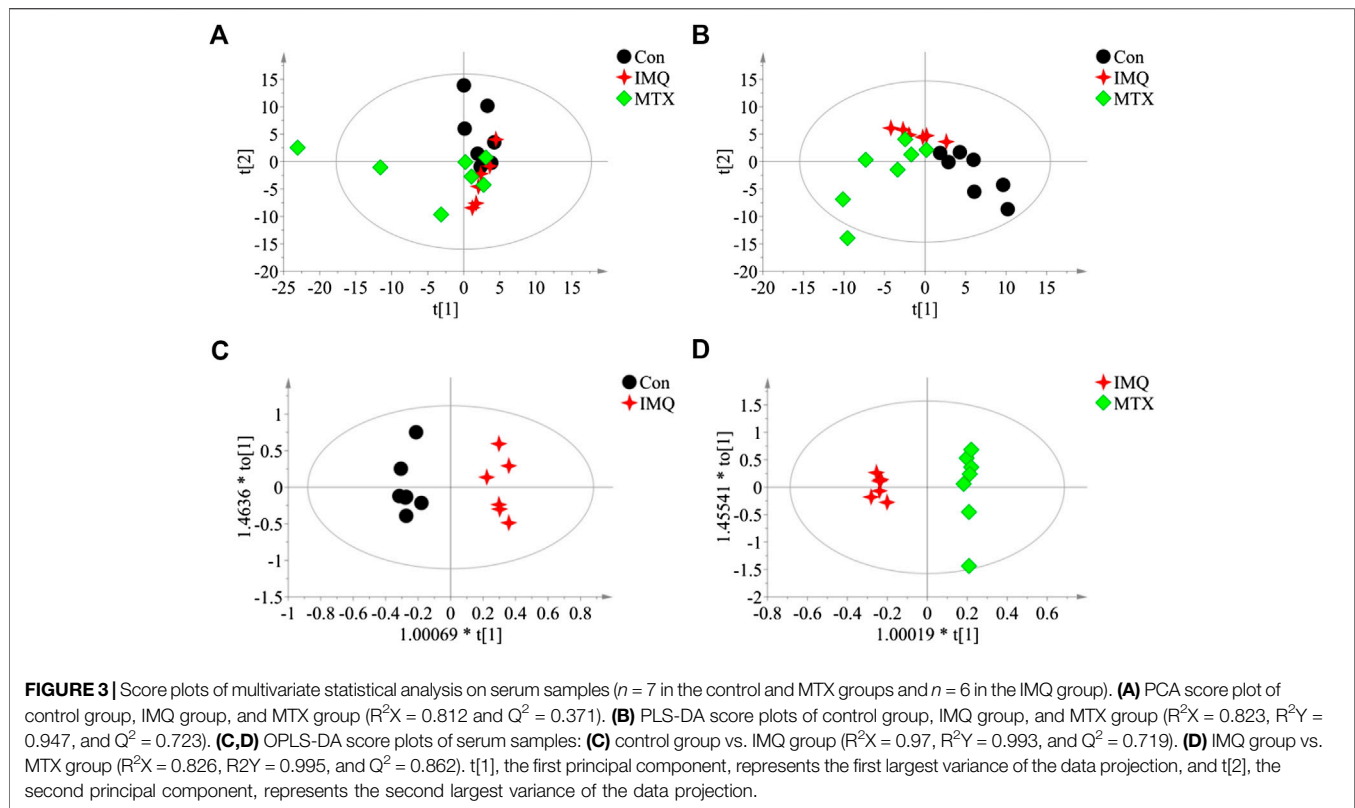 A
Con
IMQ
MTX
t[2]
15
10
5
0
-5
-10
-15
-20
-25 -20 -15 -10 -5 0 5 10 15
t[1]
B
Con
IMQ
MTX
t[2]
15
10
5
0
-5
-10
-15
-20
-20 -15 -10 -5 0 5 10 15
t[1]
C
Con
IMQ
1.4636 * to[1]
1
0.5
0
-0.5
-1
-1.5
-1 -0.8 -0.6 -0.4 -0.2 0 0.2 0.4 0.6 0.8
1.00069 * t[1]
D
IMQ
MTX
1.45541 * to[1]
1.5
1
0.5
0
-0.5
-1
-1.5
-2
-0.8 -0.6 -0.4 -0.2 0 0.2 0.4 0.6
1.00019 * t[1]
FIGURE 3 | Score plots of multivariate statistical analysis on serum samples (n = 7 in the control and MTX groups and n = 6 in the IMQ group). (A) PCA score plot of
control group, IMQ group, and MTX group (R²X = 0.812 and Q² = 0.371). (B) PLS-DA score plots of control group, IMQ group, and MTX group (R²X = 0.823, R²Y =
0.947, and Q² = 0.723). (C,D) OPLS-DA score plots of serum samples: (C) control group vs. IMQ group (R²X = 0.97, R²Y = 0.993, and Q² = 0.719). (D) IMQ group vs.
MTX group (R²X = 0.826, R2Y = 0.995, and Q² = 0.862). t[1], the first principal component, represents the first largest variance of the data projection, and t[2], the
second principal component, represents the second largest variance of the data projection.